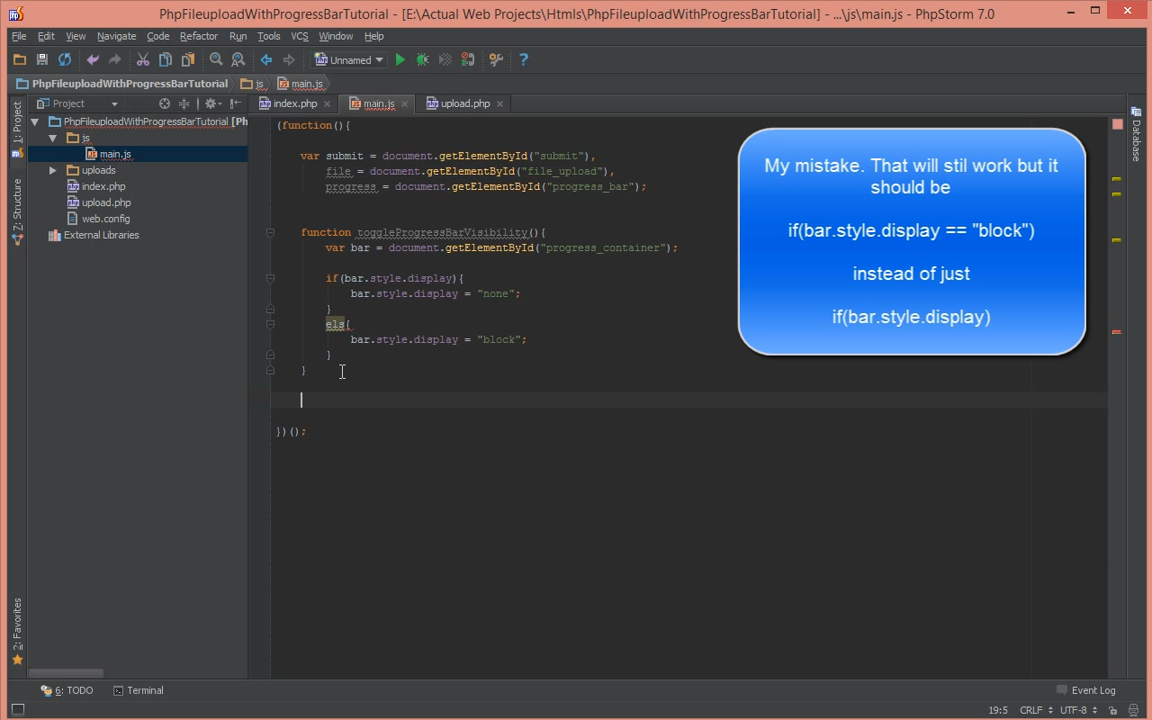 PhpFileuploadWithProgressBarTutorial - [E:\Actual Web Projects\Htmls\PhpFileuploadWithProgressBarTutorial] - ...\js\main.js - PhpStorm 7.0
File Edit View Navigate Code Refactor Run Tools VCS Window Help
Unnamed
PhpFileuploadWithProgressBarTutorial js main.js
Project
index.php main.js upload.php
1: Project
Z: Structure
2: Favorites
PhpFileuploadWithProgressBarTutorial [Ph
js
main.js
uploads
index.php
upload.php
web.config
External Libraries
(function(){
var submit = document.getElementById("submit"),
file = document.getElementById("file_upload"),
progress = document.getElementById("progress_bar");
function toggleProgressBarVisibility(){
var bar = document.getElementById("progress_container");
if(bar.style.display){
bar.style.display = "none";
}
els{
bar.style.display = "block";
}
}
})();
My mistake. That will stil work but it
should be
if(bar.style.display == "block")
instead of just
if(bar.style.display)
Database
6: TODO Terminal Event Log
19:5 CRLF UTF-8